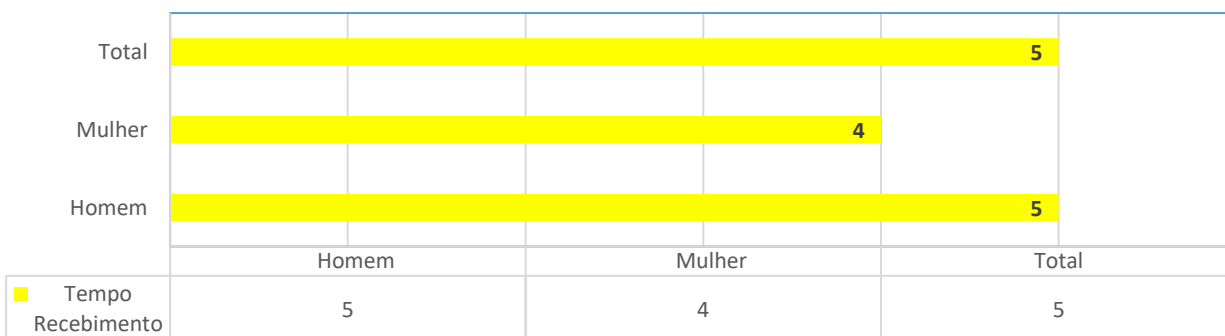 Total
5
Mulher
4
Homem
5
Homem Mulher Total
Tempo
Recebimento
5 4 5